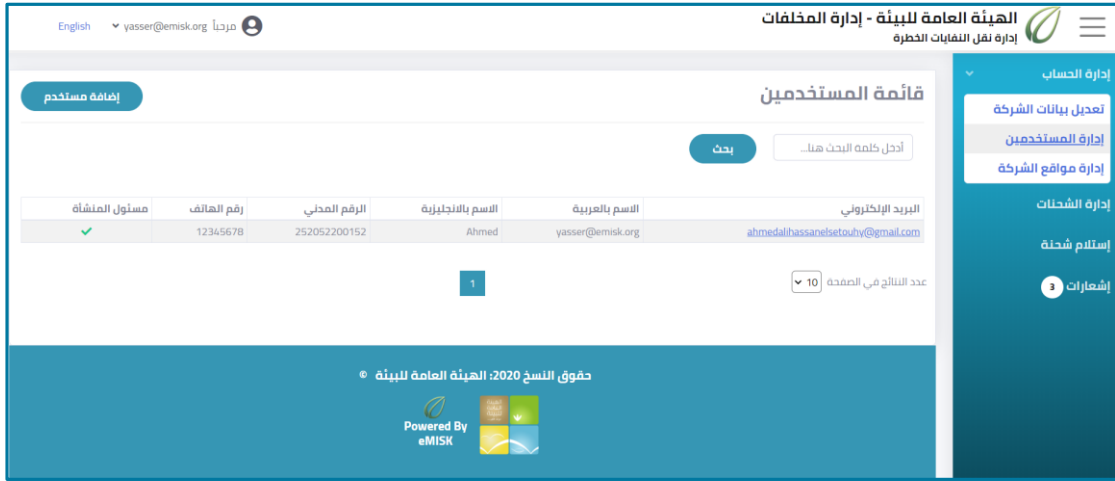 الهيئة العامة للبيئة - إدارة المخلفات
إدارة نقل النفايات الخطرة
مرحباً yasser@emisk.org
English
إدارة الحساب
تعديل بيانات الشركة
إدارة المستخدمين
إدارة مواقع الشركة
إدارة الشحنات
إستلام شحنة
إشعارات 3
قائمة المستخدمين
إضافة مستخدم
أدخل كلمة البحث هنا...
بحث
البريد الإلكتروني الاسم بالعربية الاسم بالانجليزية الرقم المدني رقم الهاتف مسئول المنشأة
ahmedalihassanelsetouhy@gmail.com yasser@emisk.org Ahmed 252052200152 12345678
عدد النتائج في الصفحة 10
1
حقوق النسخ 2020: الهيئة العامة للبيئة ©
Powered By
eMISK